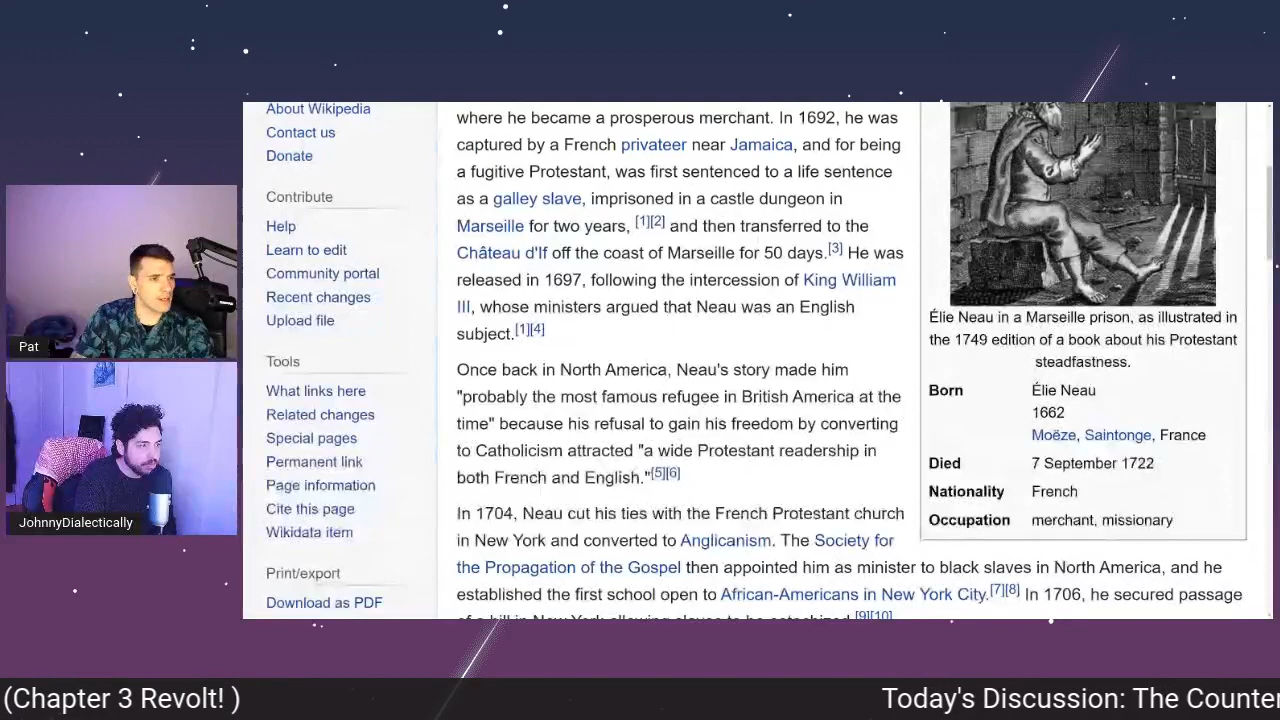 About Wikipedia
Contact us
Donate
Contribute
Help
Learn to edit
Community portal
Recent changes
Upload file
Tools
What links here
Related changes
Special pages
Permanent link
Page information
Cite this page
Wikidata item
Print/export
Download as PDF
where he became a prosperous merchant. In 1692, he was
captured by a French privateer near Jamaica, and for being
a fugitive Protestant, was first sentenced to a life sentence
as a galley slave, imprisoned in a castle dungeon in
Marseille for two years, [1][2] and then transferred to the
Château d'If off the coast of Marseille for 50 days.[3] He was
released in 1697, following the intercession of King William
III, whose ministers argued that Neau was an English
subject.[1][4]
Once back in North America, Neau's story made him
"probably the most famous refugee in British America at the
time" because his refusal to gain his freedom by converting
to Catholicism attracted "a wide Protestant readership in
both French and English."[5][6]
In 1704, Neau cut his ties with the French Protestant church
in New York and converted to Anglicanism. The Society for
the Propagation of the Gospel then appointed him as minister to black slaves in North America, and he
established the first school open to African-Americans in New York City.[7][8] In 1706, he secured passage
of a bill in New York allowing slaves to be catechized.[9][10]
Élie Neau in a Marseille prison, as illustrated in
the 1749 edition of a book about his Protestant
steadfastness.
Born Élie Neau
1662
Moëze, Saintonge, France
Died 7 September 1722
Nationality French
Occupation merchant, missionary
Pat
JohnnyDialectically
(Chapter 3 Revolt! ) Today's Discussion: The Counter